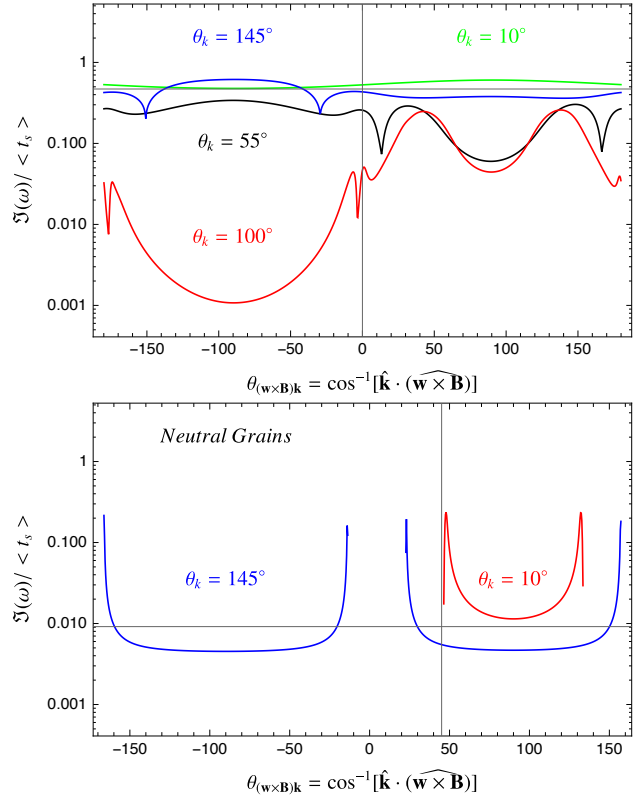 θk = 145°
θk = 10°
1
0.100
θk = 55°
ℑ(ω)/ < ts >
0.010
θk = 100°
0.001
−150 −100 −50 0 50 100 150
θ(w×B)k = cos⁻¹[k̂ · (w × B)^]
Neutral Grains
1
0.100
θk = 145°
θk = 10°
ℑ(ω)/ < ts >
0.010
0.001
−150 −100 −50 0 50 100 150
θ(w×B)k = cos⁻¹[k̂ · (w × B)^]